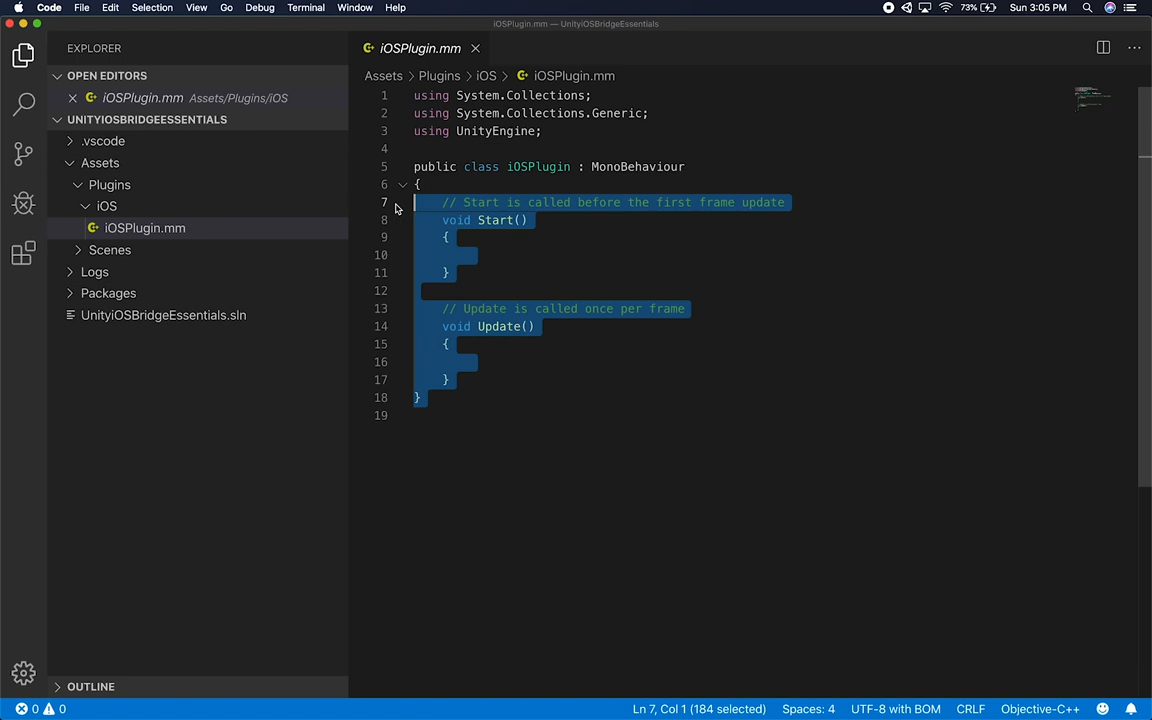 Code File Edit Selection View Go Debug Terminal Window Help 73% Sun 3:05 PM
iOSPlugin.mm — UnityiOSBridgeEssentials
EXPLORER
OPEN EDITORS
iOSPlugin.mm Assets/Plugins/iOS
UNITYIOSBRIDGEESSENTIALS
.vscode
Assets
Plugins
iOS
iOSPlugin.mm
Scenes
Logs
Packages
UnityiOSBridgeEssentials.sln
OUTLINE
iOSPlugin.mm
Assets > Plugins > iOS > iOSPlugin.mm
1 using System.Collections;
2 using System.Collections.Generic;
3 using UnityEngine;
4
5 public class iOSPlugin : MonoBehaviour
6 {
7 // Start is called before the first frame update
8 void Start()
9 {
10
11 }
12
13 // Update is called once per frame
14 void Update()
15 {
16
17 }
18 }
19
0 0 Ln 7, Col 1 (184 selected) Spaces: 4 UTF-8 with BOM CRLF Objective-C++